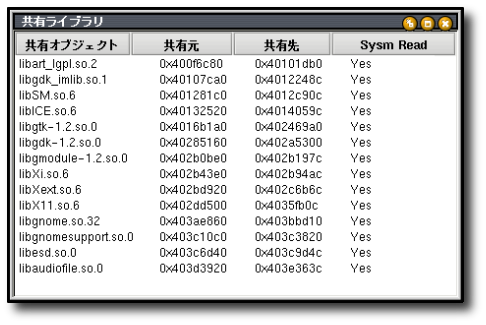 共有ライブラリ
共有オブジェクト 共有元 共有先 Sysm Read
libart_lgpl.so.2 0x400f6c80 0x40101db0 Yes
libgdk_imlib.so.1 0x40107ca0 0x4012248c Yes
libSM.so.6 0x401281c0 0x4012c90c Yes
libICE.so.6 0x40132520 0x4014059c Yes
libgtk-1.2.so.0 0x4016b1a0 0x402469a0 Yes
libgdk-1.2.so.0 0x40285160 0x402a5300 Yes
libgmodule-1.2.so.0 0x402b0be0 0x402b197c Yes
libXi.so.6 0x402b43e0 0x402b94ac Yes
libXext.so.6 0x402bd920 0x402c6b6c Yes
libX11.so.6 0x402dd500 0x4035fb0c Yes
libgnome.so.32 0x403ae860 0x403bbd10 Yes
libgnomesupport.so.0 0x403c10c0 0x403c3820 Yes
libesd.so.0 0x403c6d40 0x403c9d4c Yes
libaudiofile.so.0 0x403d3920 0x403e363c Yes